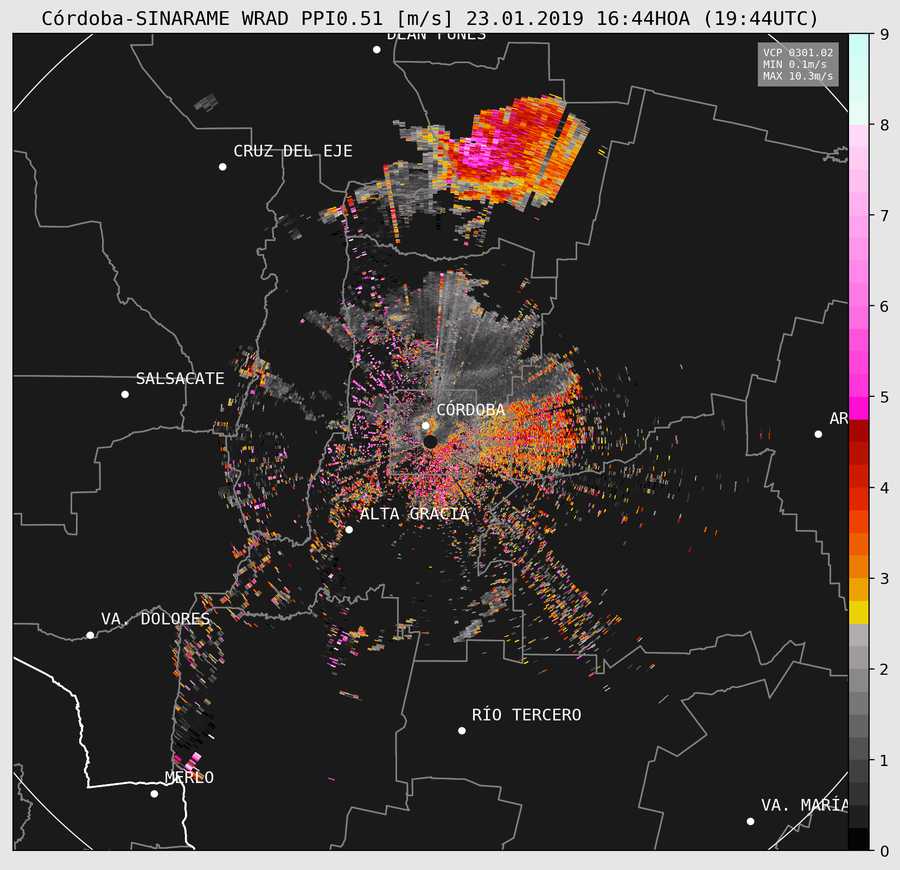 Córdoba-SINARAME WRAD PPI0.51 [m/s] 23.01.2019 16:44HOA (19:44UTC)
DEAN FUNES
VCP 0301.02
MIN 0.1m/s
MAX 10.3m/s
9
8
CRUZ DEL EJE
7
6
SALSACATE
5
CÓRDOBA
AR
4
ALTA GRACIA
3
VA. DOLORES
2
RÍO TERCERO
1
MERLO
VA. MARÍA
0